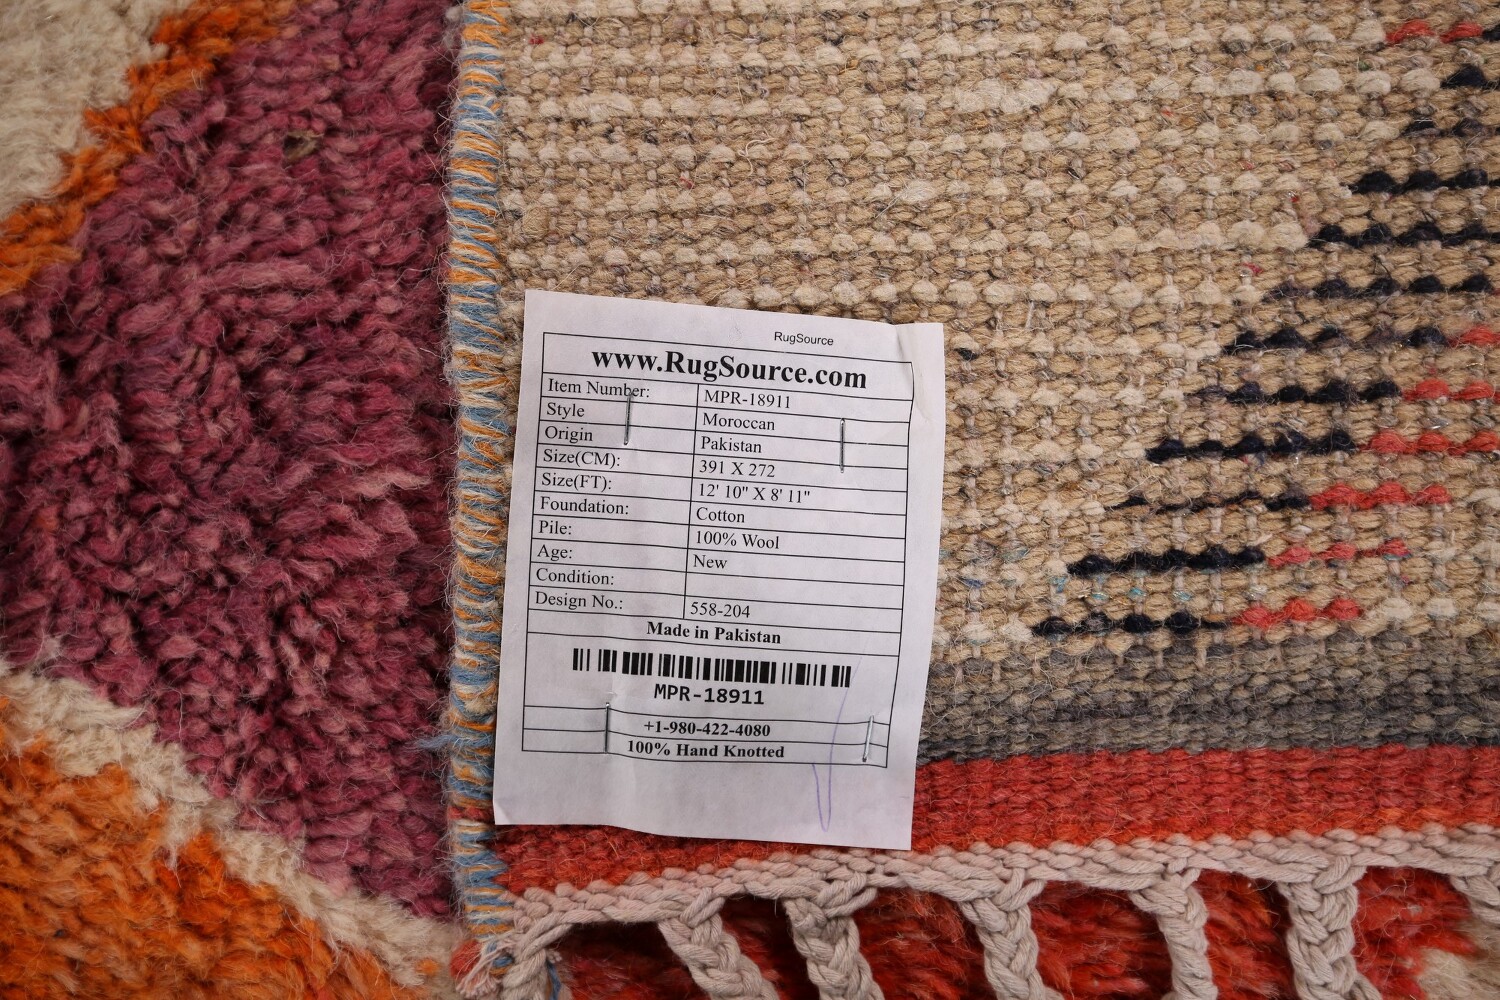 RugSource
www.RugSource.com
Item Number: MPR-18911
Style Moroccan
Origin Pakistan
Size(CM): 391 X 272
Size(FT): 12' 10" X 8' 11"
Foundation: Cotton
Pile: 100% Wool
Age: New
Condition:
Design No.: 558-204
Made in Pakistan
MPR-18911
+1-980-422-4080
100% Hand Knotted